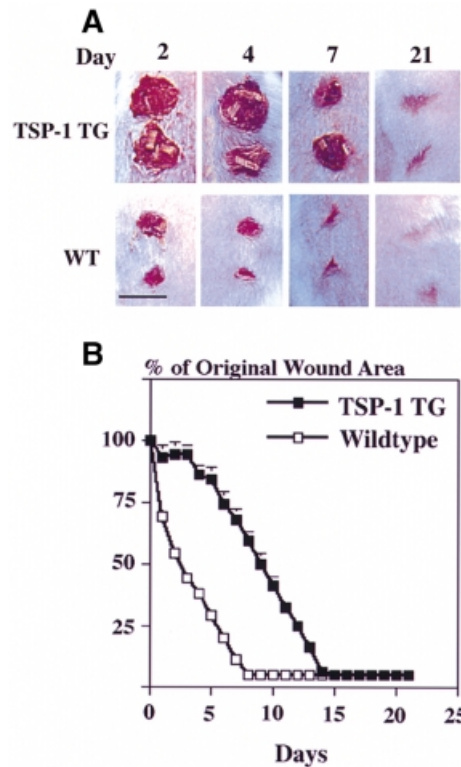 A
Day 2 4 7 21
TSP-1 TG
WT
B
% of Original Wound Area
TSP-1 TG
Wildtype
100
75
50
25
0 5 10 15 20 25
Days